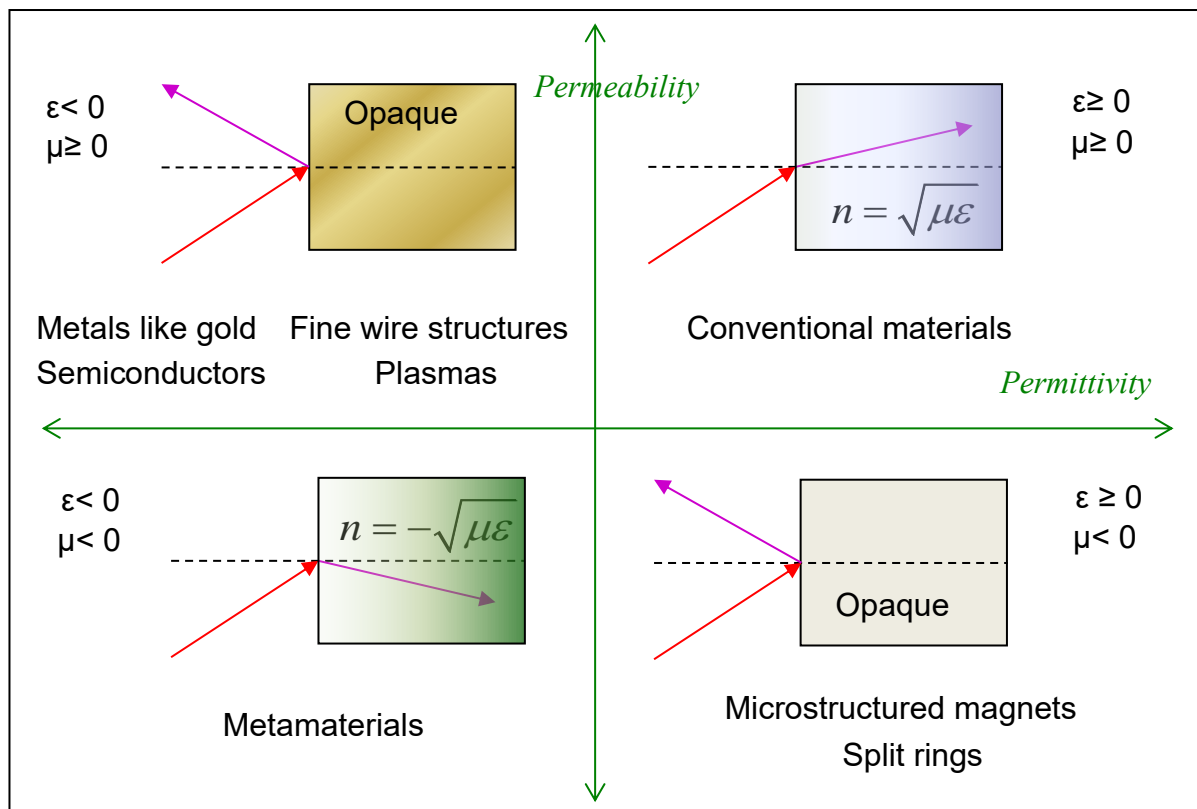 Permeability
ε< 0
μ≥ 0
Opaque
Metals like gold
Semiconductors
Fine wire structures
Plasmas
ε≥ 0
μ≥ 0
n = √με
Conventional materials
Permittivity
ε< 0
μ< 0
n = −√με
Metamaterials
ε ≥ 0
μ< 0
Opaque
Microstructured magnets
Split rings